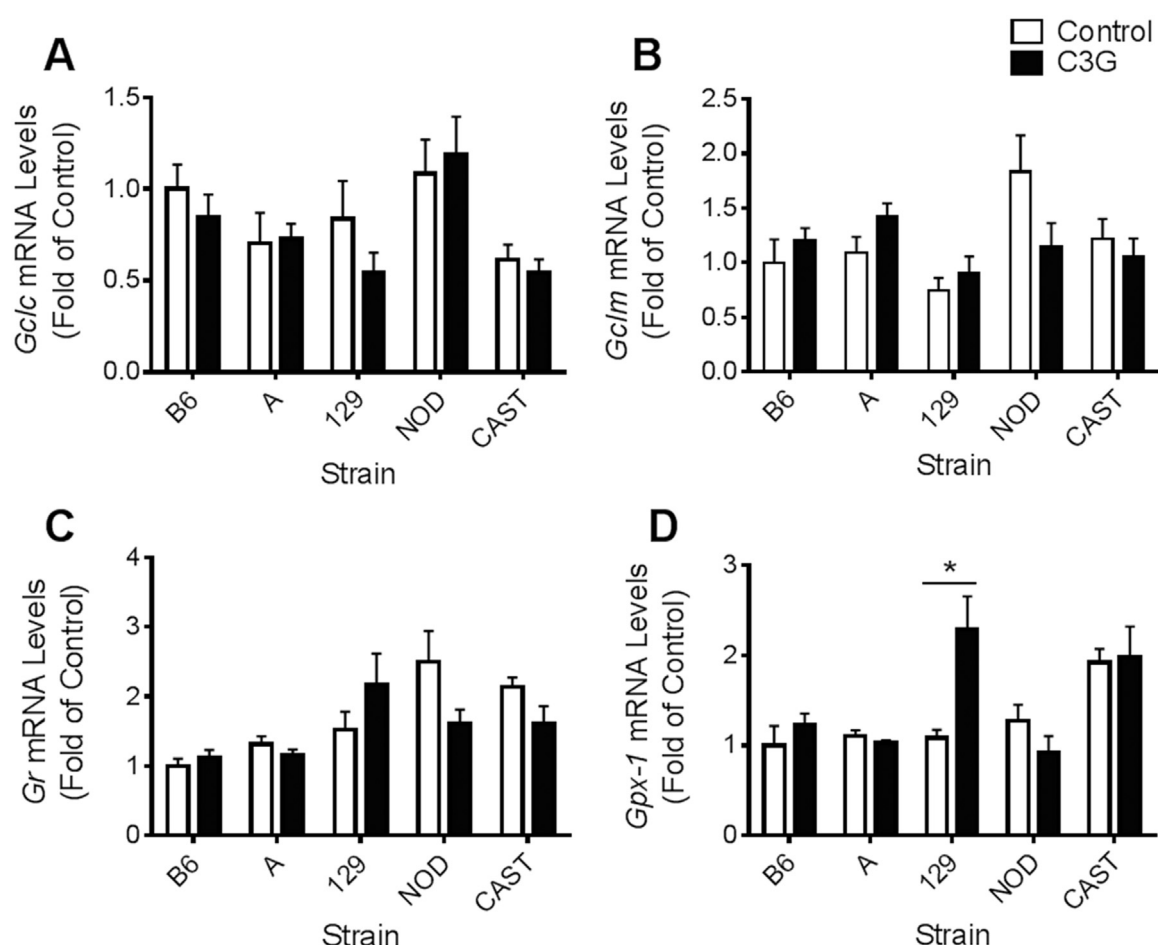 Control
C3G
A
Gclc mRNA Levels
(Fold of Control)
1.5
1.0
0.5
0.0
B6
A
129
NOD
CAST
Strain
B
Gclm mRNA Levels
(Fold of Control)
2.5
2.0
1.5
1.0
0.5
0.0
B6
A
129
NOD
CAST
Strain
C
Gr mRNA Levels
(Fold of Control)
4
3
2
1
0
B6
A
129
NOD
CAST
Strain
D
Gpx-1 mRNA Levels
(Fold of Control)
3
2
1
0
*
B6
A
129
NOD
CAST
Strain